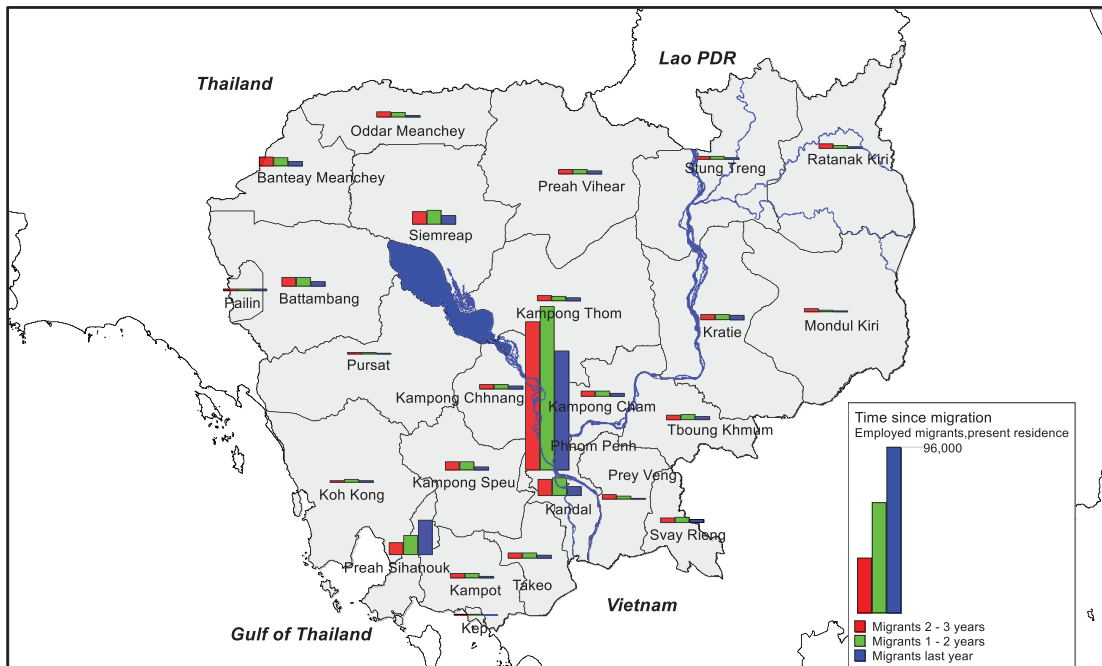 Lao PDR
Thailand
Oddar Meanchey
Ratanak Kiri
Stung Treng
Banteay Meanchey
Preah Vihear
Siemreap
Pailin
Battambang
Kampong Thom
Mondul Kiri
Kratie
Pursat
Kampong Chhnang
Kampong Cham
Tboung Khmum
Phnom Penh
Prey Veng
Kampong Speu
Koh Kong
Kandal
Svay Rieng
Preah Sihanouk
Kampot
Takeo
Vietnam
Kep
Gulf of Thailand
Time since migration
Employed migrants,present residence
96,000
Migrants 2 - 3 years
Migrants 1 - 2 years
Migrants last year